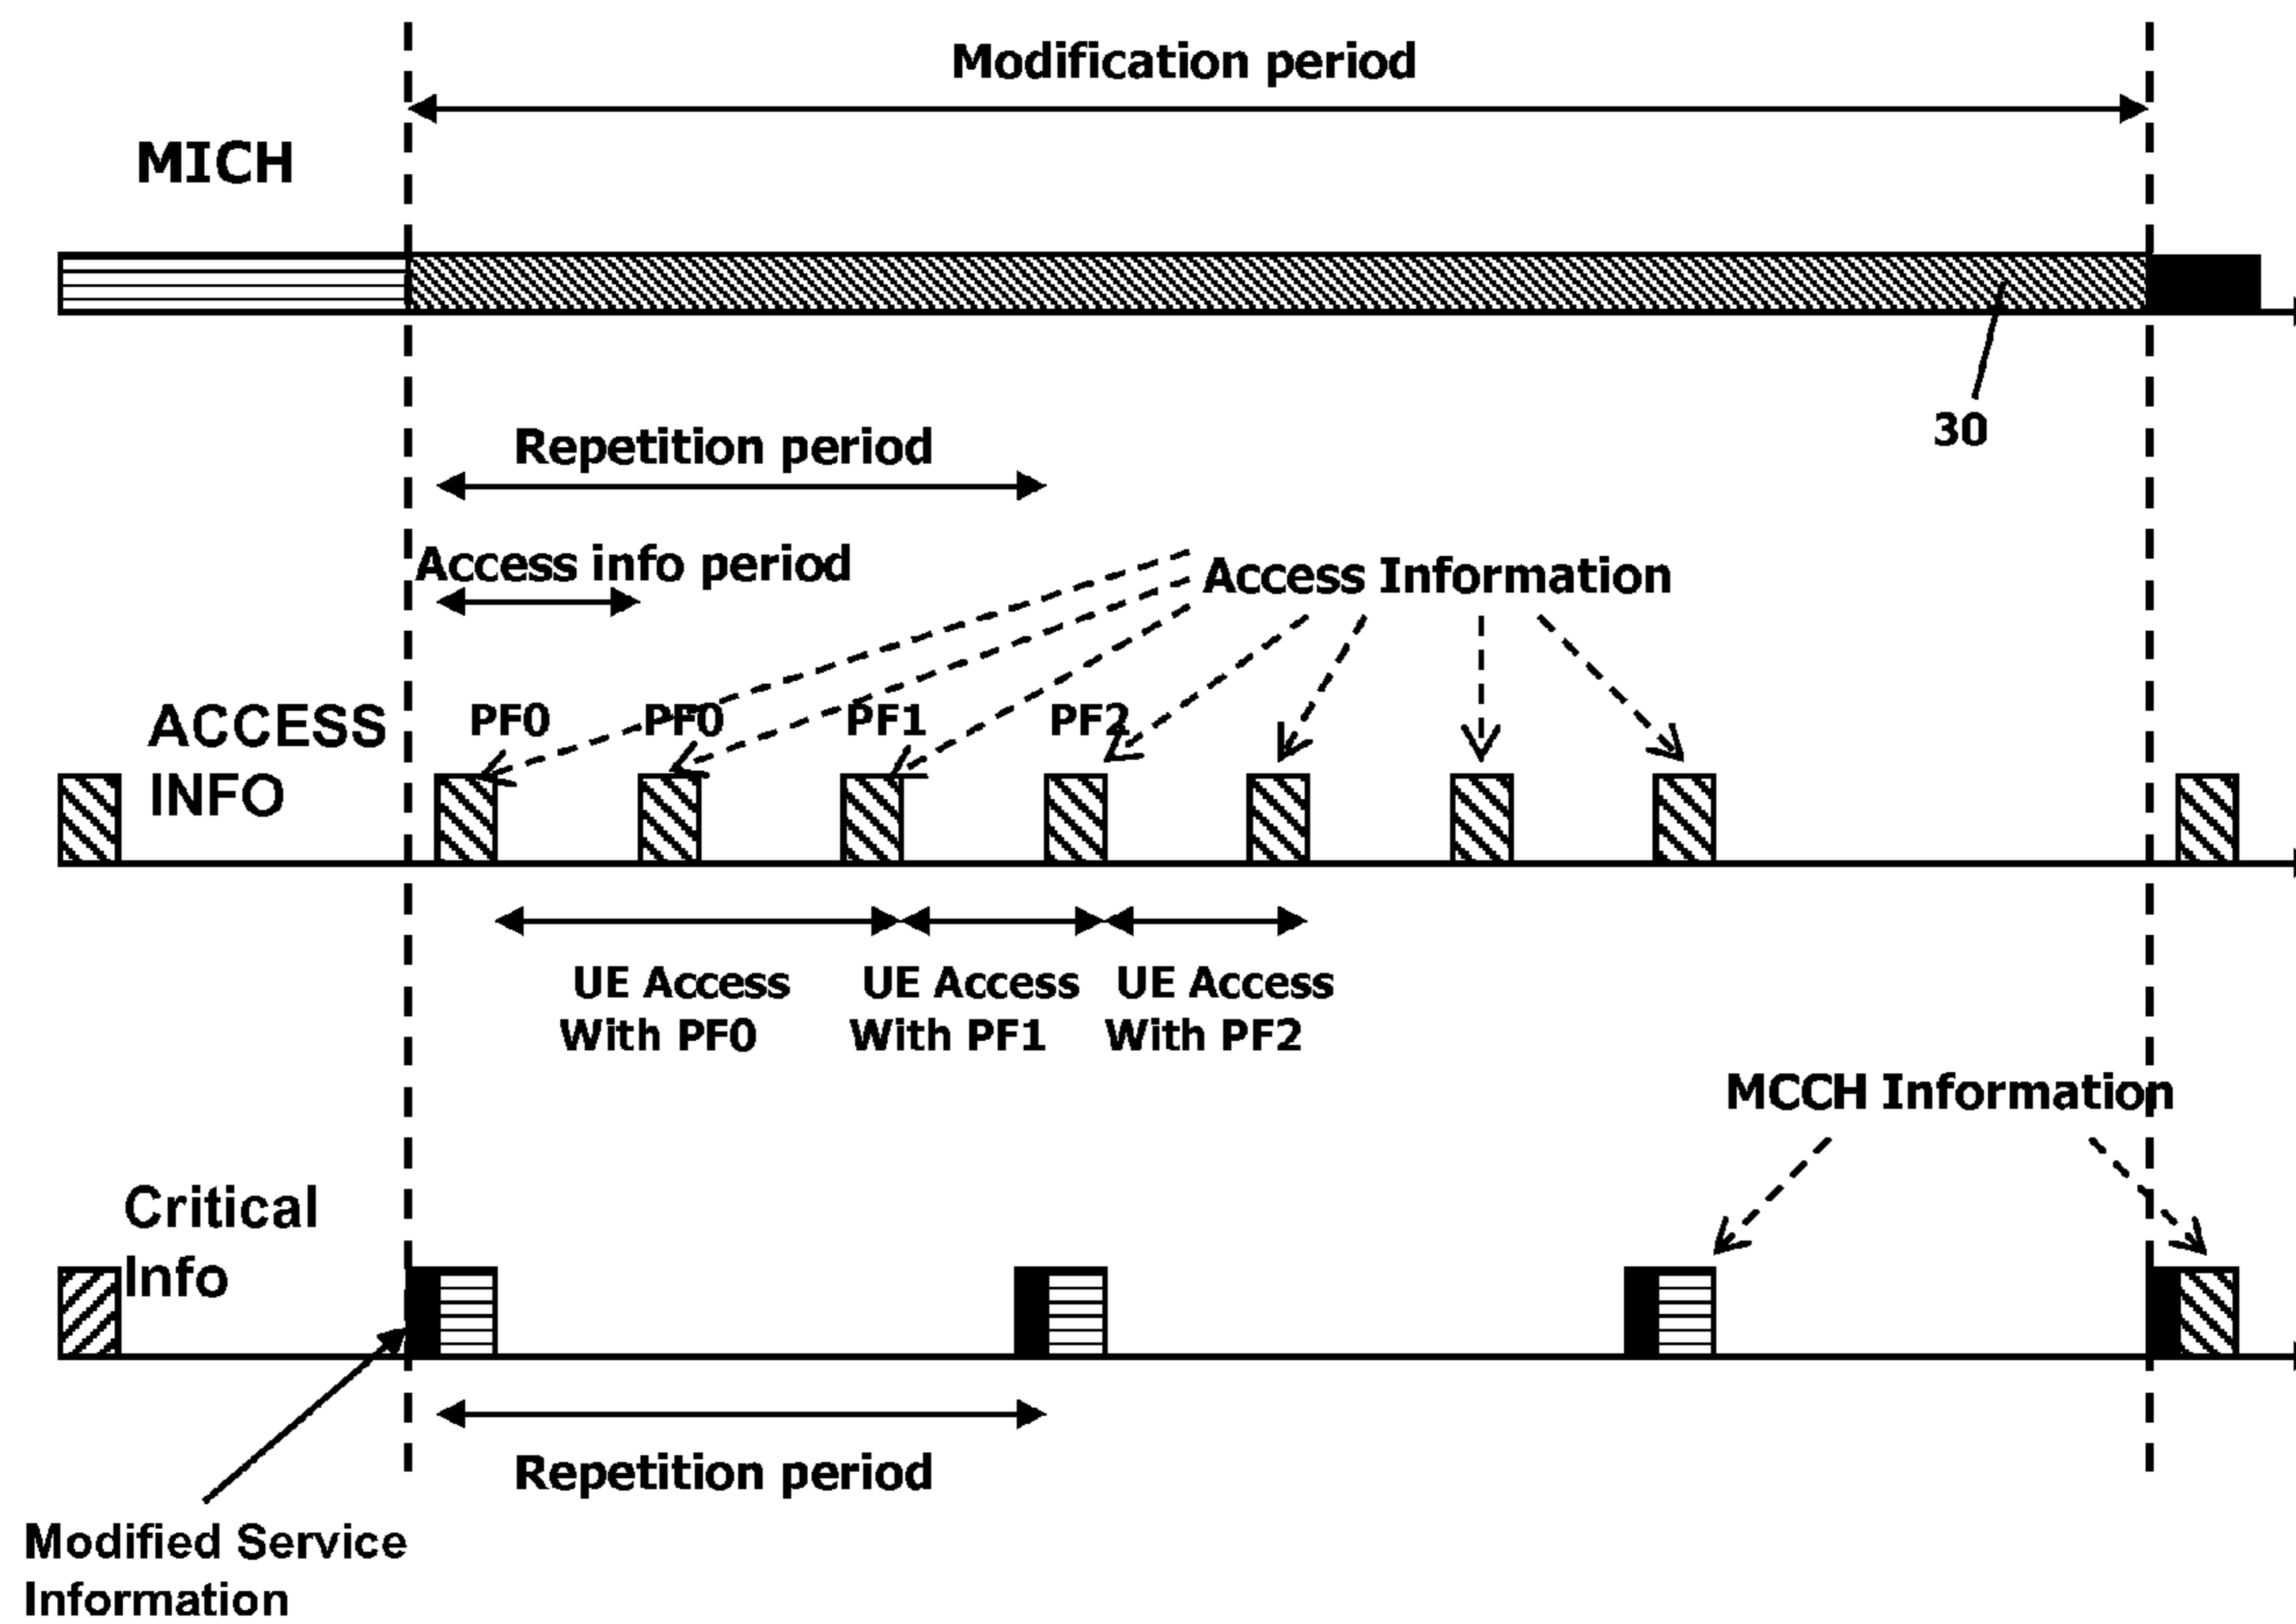 Modification period
MICH
30
Repetition period
Access info period
Access Information
ACCESS
INFO
PF0
PF0
PF1
PF2
UE Access
With PF0
UE Access
With PF1
UE Access
With PF2
MCCH Information
Critical
Info
Repetition period
Modified Service
Information